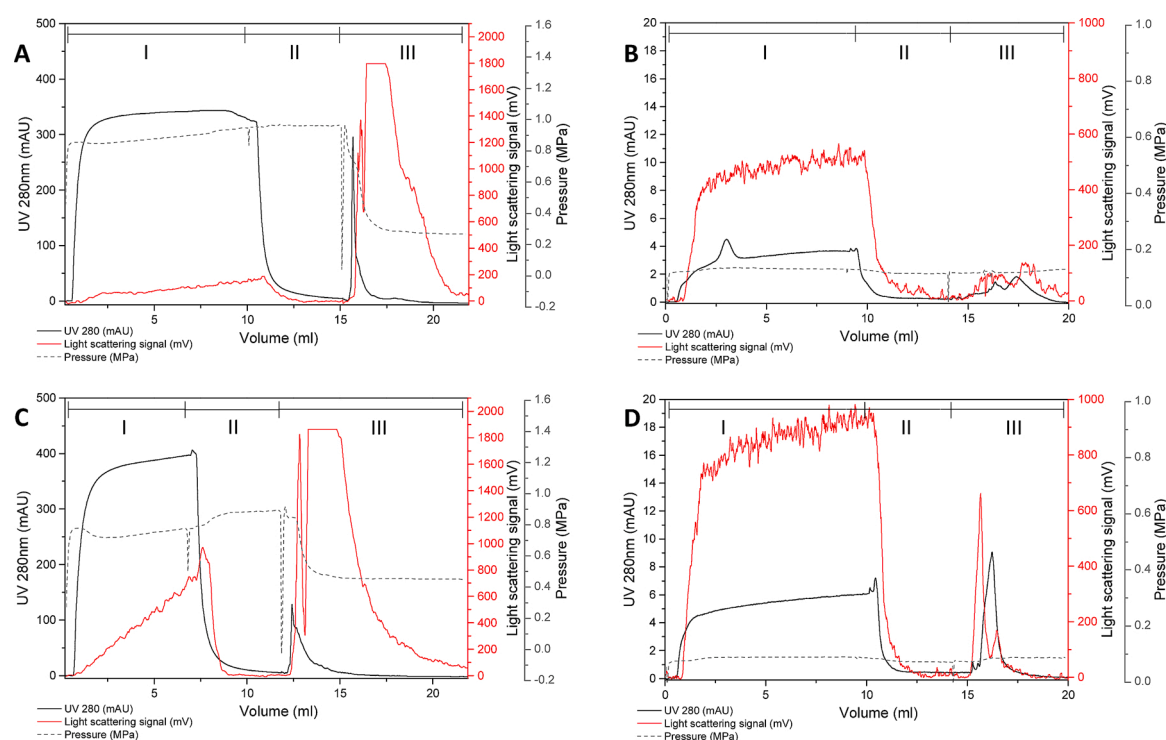 A
I
II
III
UV 280nm (mAU)
500
400
300
200
100
0
5
10
15
20
Volume (ml)
Light scattering signal (mV)
2000
1800
1600
1400
1200
1000
800
600
400
200
0
Pressure (MPa)
1.6
1.4
1.2
1.0
0.8
0.6
0.4
0.2
0.0
-0.2
UV 280 (mAU)
Light scattering signal (mV)
Pressure (MPa)
B
I
II
III
UV 280nm (mAU)
20
18
16
14
12
10
8
6
4
2
0
0
5
10
15
20
Volume (ml)
Light scattering signal (mV)
1000
800
600
400
200
0
Pressure (MPa)
1.0
0.8
0.6
0.4
0.2
0.0
UV 280 (mAU)
Light scattering signal (mV)
Pressure (MPa)
C
I
II
III
UV 280nm (mAU)
500
400
300
200
100
0
5
10
15
20
Volume (ml)
Light scattering signal (mV)
2000
1800
1600
1400
1200
1000
800
600
400
200
0
Pressure (MPa)
1.6
1.4
1.2
1.0
0.8
0.6
0.4
0.2
0.0
-0.2
UV 280 (mAU)
Light scattering signal (mV)
Pressure (MPa)
D
I
II
III
UV 280nm (mAU)
20
18
16
14
12
10
8
6
4
2
0
0
5
10
15
20
Volume (ml)
Light scattering signal (mV)
1000
800
600
400
200
0
Pressure (MPa)
1.0
0.8
0.6
0.4
0.2
0.0
UV 280 (mAU)
Light scattering signal (mV)
Pressure (MPa)